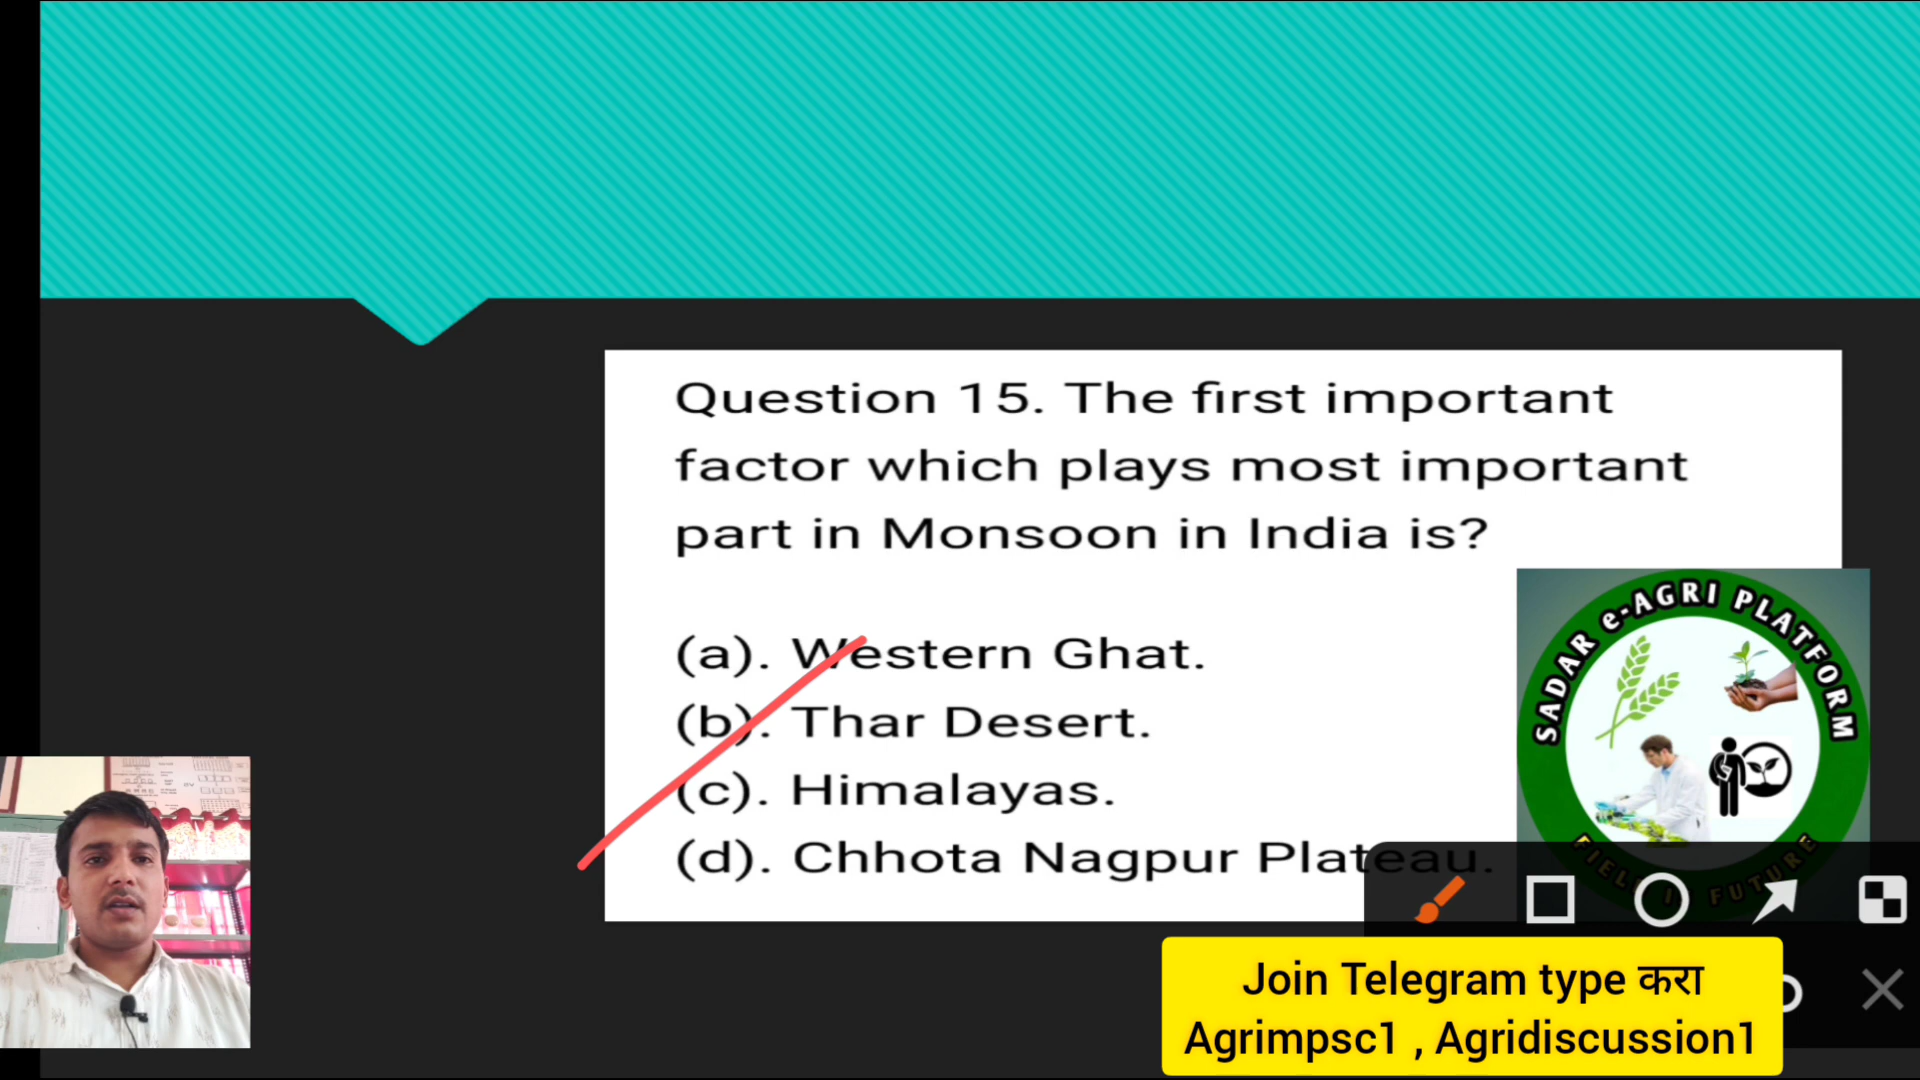 Question 15. The first important
factor which plays most important
part in Monsoon in India is?
(a). Western Ghat.
(b). Thar Desert.
(c). Himalayas.
(d). Chhota Nagpur Plateau.
SADAR e-AGRI PLATFORM
FUTURE
Join Telegram type करा
Agrimpsc1 , Agridiscussion1